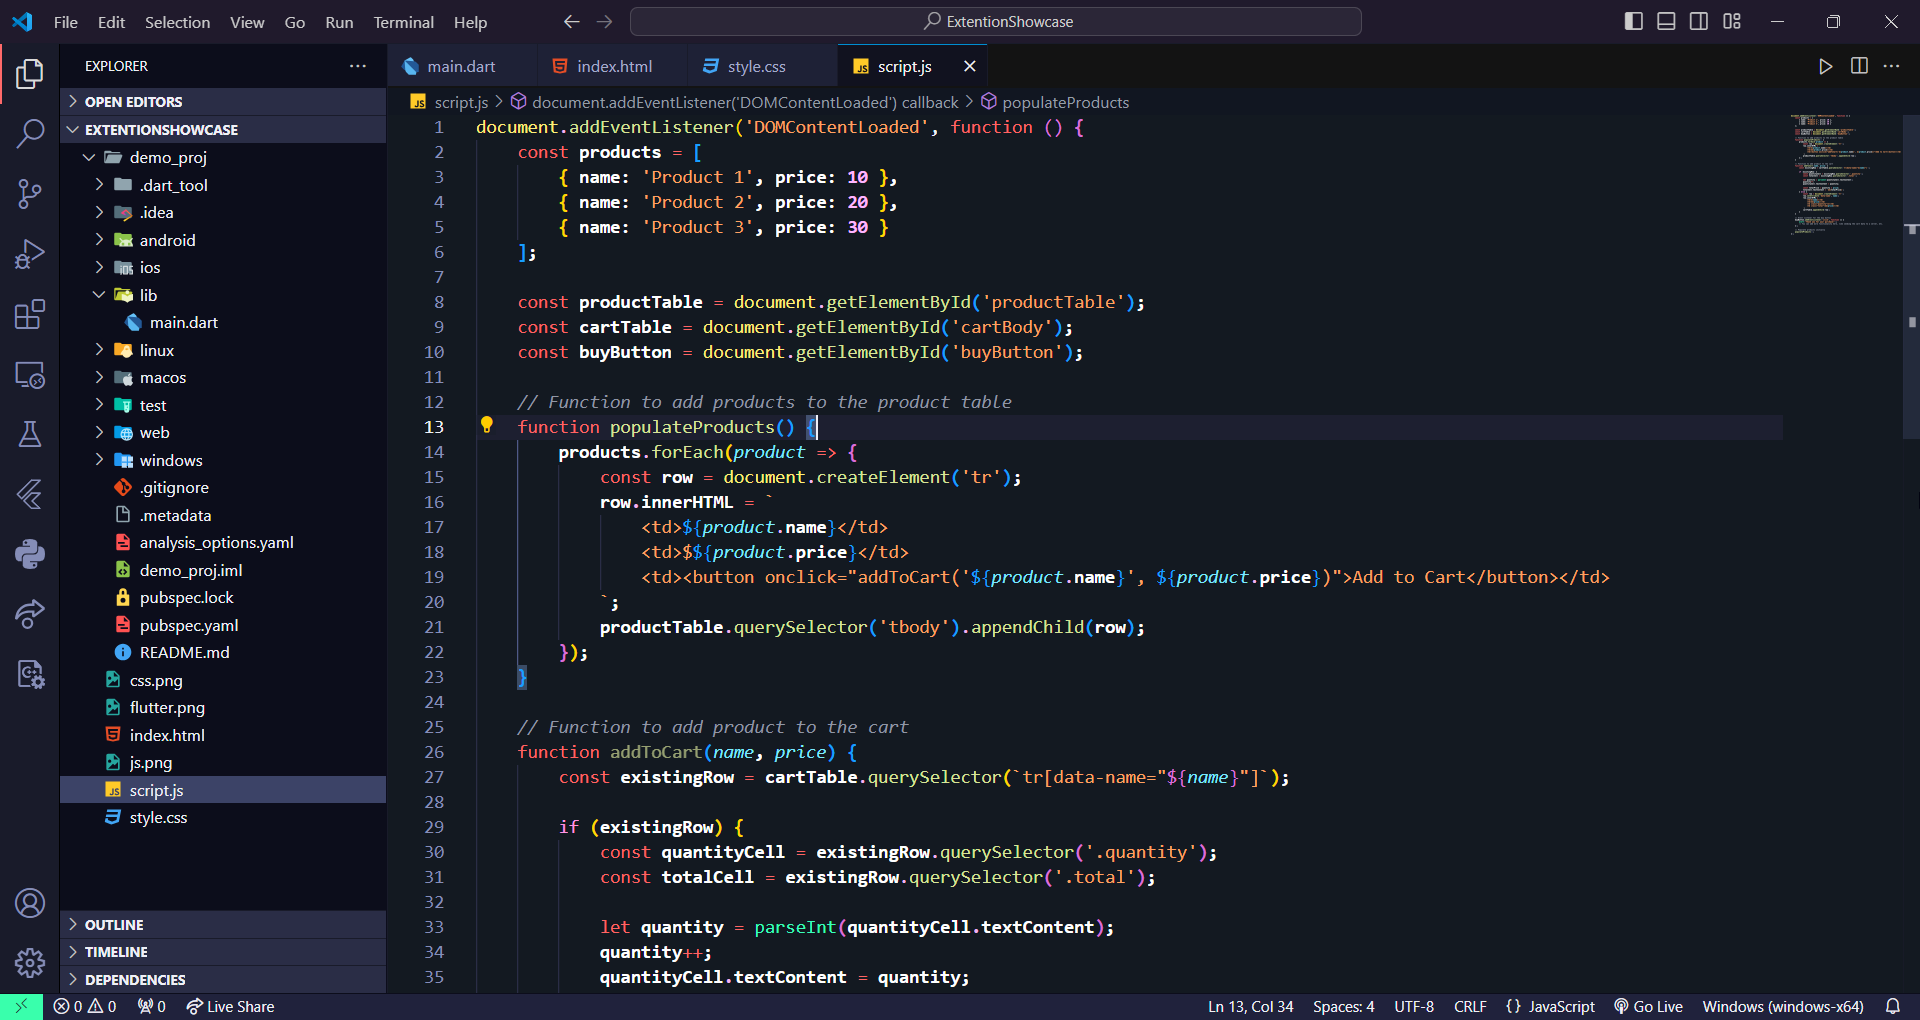 File Edit Selection View Go Run Terminal Help
ExtentionShowcase
EXPLORER
OPEN EDITORS
EXTENTIONSHOWCASE
demo_proj
.dart_tool
.idea
android
ios
lib
main.dart
linux
macos
test
web
windows
.gitignore
.metadata
analysis_options.yaml
demo_proj.iml
pubspec.lock
pubspec.yaml
README.md
css.png
flutter.png
index.html
js.png
script.js
style.css
OUTLINE
TIMELINE
DEPENDENCIES
main.dart index.html style.css script.js
script.js > document.addEventListener('DOMContentLoaded') callback > populateProducts
1 document.addEventListener('DOMContentLoaded', function () {
2     const products = [
3         { name: 'Product 1', price: 10 },
4         { name: 'Product 2', price: 20 },
5         { name: 'Product 3', price: 30 }
6     ];
7
8     const productTable = document.getElementById('productTable');
9     const cartTable = document.getElementById('cartBody');
10     const buyButton = document.getElementById('buyButton');
11
12     // Function to add products to the product table
13     function populateProducts() {
14         products.forEach(product => {
15             const row = document.createElement('tr');
16             row.innerHTML = `
17                 <td>${product.name}</td>
18                 <td>$${product.price}</td>
19                 <td><button onclick="addToCart('${product.name}', ${product.price})">Add to Cart</button></td>
20             `;
21             productTable.querySelector('tbody').appendChild(row);
22         });
23     }
24
25     // Function to add product to the cart
26     function addToCart(name, price) {
27         const existingRow = cartTable.querySelector(`tr[data-name="${name}"]`);
28
29         if (existingRow) {
30             const quantityCell = existingRow.querySelector('.quantity');
31             const totalCell = existingRow.querySelector('.total');
32
33             let quantity = parseInt(quantityCell.textContent);
34             quantity++;
35             quantityCell.textContent = quantity;
0 0 0 Live Share Ln 13, Col 34 Spaces: 4 UTF-8 CRLF {} JavaScript Go Live Windows (windows-x64)